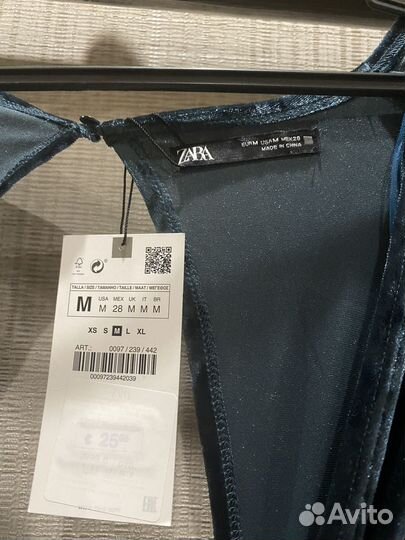 ZARA
EUR M USA M MEX 28
MADE IN CHINA
FSC
TALLA / SIZE / TAMANHO / TAILLE / MAAT / ΜΕΓΕΘΟΣ
M
USA MEX UK IT BR
M 28 M M M
XS S M L XL
ART.: 0097 / 239 / 442
00097239442039
€ 25
EAC
Avito